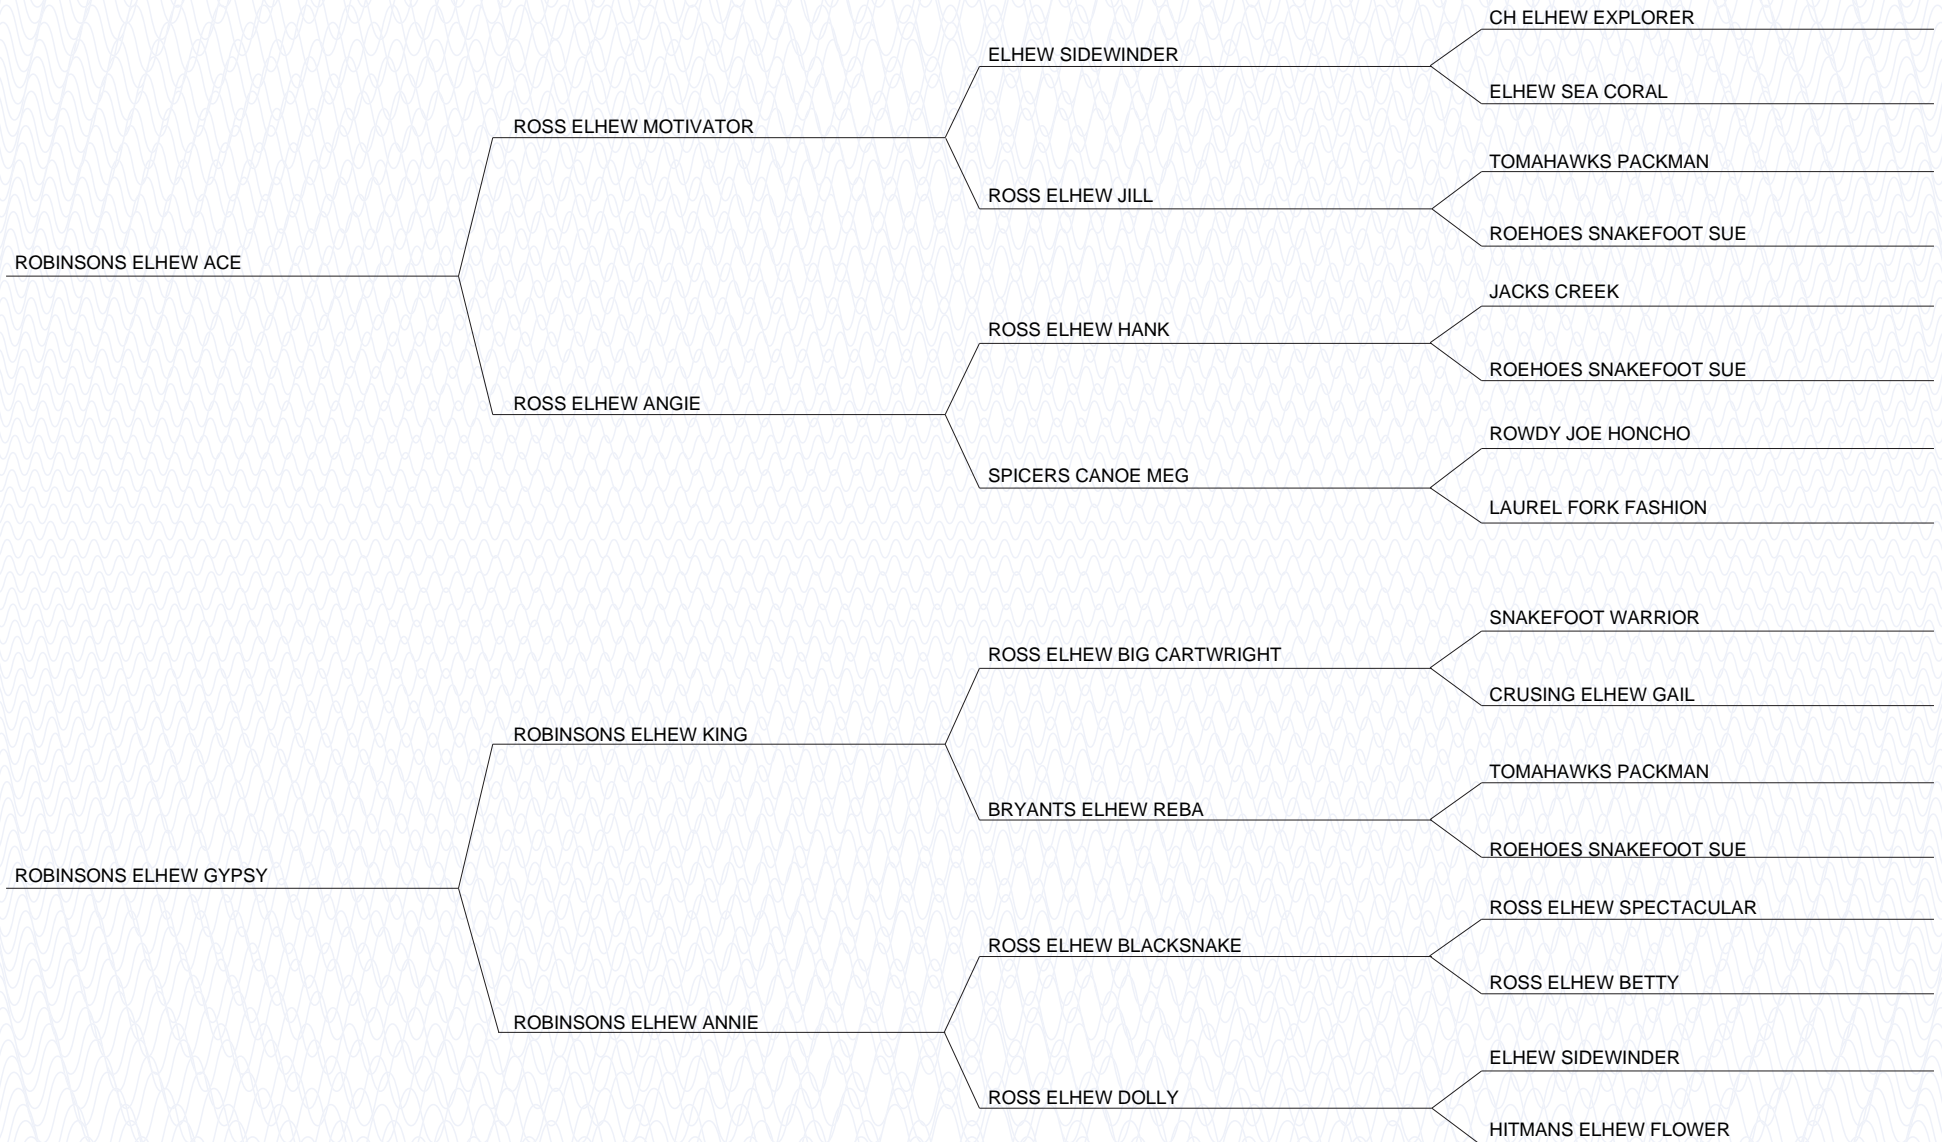 CH ELHEW EXPLORER
ELHEW SIDEWINDER
ELHEW SEA CORAL
ROSS ELHEW MOTIVATOR
TOMAHAWKS PACKMAN
ROSS ELHEW JILL
ROEHOES SNAKEFOOT SUE
ROBINSONS ELHEW ACE
JACKS CREEK
ROSS ELHEW HANK
ROEHOES SNAKEFOOT SUE
ROSS ELHEW ANGIE
ROWDY JOE HONCHO
SPICERS CANOE MEG
LAUREL FORK FASHION
SNAKEFOOT WARRIOR
ROSS ELHEW BIG CARTWRIGHT
CRUSING ELHEW GAIL
ROBINSONS ELHEW KING
TOMAHAWKS PACKMAN
BRYANTS ELHEW REBA
ROEHOES SNAKEFOOT SUE
ROBINSONS ELHEW GYPSY
ROSS ELHEW SPECTACULAR
ROSS ELHEW BLACKSNAKE
ROSS ELHEW BETTY
ROBINSONS ELHEW ANNIE
ELHEW SIDEWINDER
ROSS ELHEW DOLLY
HITMANS ELHEW FLOWER